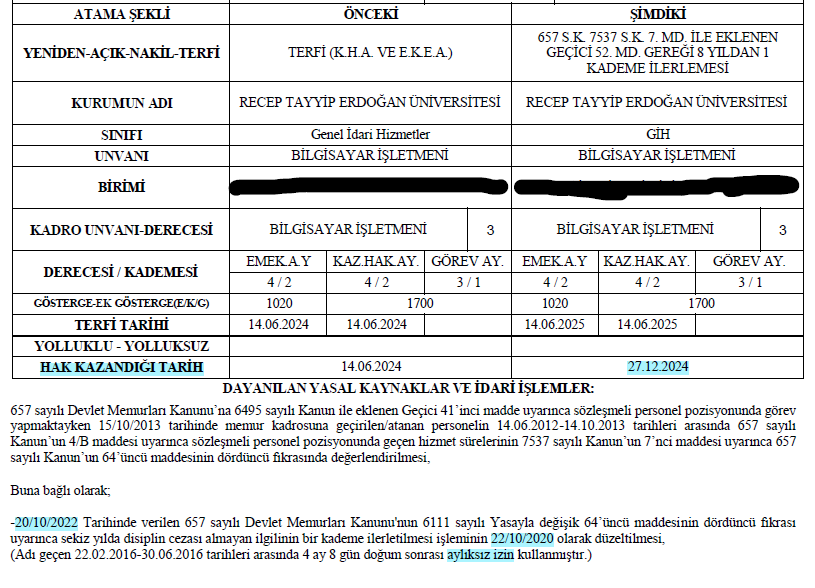 ATAMA ŞEKLİ ÖNCEKİ ŞİMDİKİ
YENİDEN-AÇIK-NAKİL-TERFİ TERFİ (K.H.A. VE E.K.E.A.) 657 S.K. 7537 S.K. 7. MD. İLE EKLENEN
GEÇİCİ 52. MD. GEREĞİ 8 YILDAN 1
KADEME İLERLEMESİ
KURUMUN ADI RECEP TAYYİP ERDOĞAN ÜNİVERSİTESİ RECEP TAYYİP ERDOĞAN ÜNİVERSİTESİ
SINIFI Genel İdari Hizmetler GİH
UNVANI BİLGİSAYAR İŞLETMENİ BİLGİSAYAR İŞLETMENİ
BİRİMİ
KADRO UNVANI-DERECESİ BİLGİSAYAR İŞLETMENİ 3 BİLGİSAYAR İŞLETMENİ 3
DERECESİ / KADEMESİ EMEK.A.Y KAZ.HAK.AY. GÖREV AY. EMEK.A.Y KAZ.HAK.AY. GÖREV AY.
4 / 2 4 / 2 3 / 1 4 / 2 4 / 2 3 / 1
GÖSTERGE-EK GÖSTERGE(E/K/G) 1020 1700 1020 1700
TERFİ TARİHİ 14.06.2024 14.06.2024 14.06.2025 14.06.2025
YOLLUKLU - YOLLUKSUZ
HAK KAZANDIĞI TARİH 14.06.2024 27.12.2024
DAYANILAN YASAL KAYNAKLAR VE İDARİ İŞLEMLER:
657 sayılı Devlet Memurları Kanunu’na 6495 sayılı Kanun ile eklenen Geçici 41’inci madde uyarınca sözleşmeli personel pozisyonunda görev
yapmaktayken 15/10/2013 tarihinde memur kadrosuna geçirilen/atanan personelin 14.06.2012-14.10.2013 tarihleri arasında 657 sayılı
Kanun’un 4/B maddesi uyarınca sözleşmeli personel pozisyonunda geçen hizmet sürelerinin 7537 sayılı Kanun’un 7’nci maddesi uyarınca 657
sayılı Kanun’un 64’üncü maddesinin dördüncü fıkrasında değerlendirilmesi,
Buna bağlı olarak;
-20/10/2022 Tarihinde verilen 657 sayılı Devlet Memurları Kanunu'nun 6111 sayılı Yasayla değişik 64’üncü maddesinin dördüncü fıkrası
uyarınca sekiz yılda disiplin cezası almayan ilgilinin bir kademe ilerletilmesi işleminin 22/10/2020 olarak düzeltilmesi,
(Adı geçen 22.02.2016-30.06.2016 tarihleri arasında 4 ay 8 gün doğum sonrası aylıksız izin kullanmıştır.)